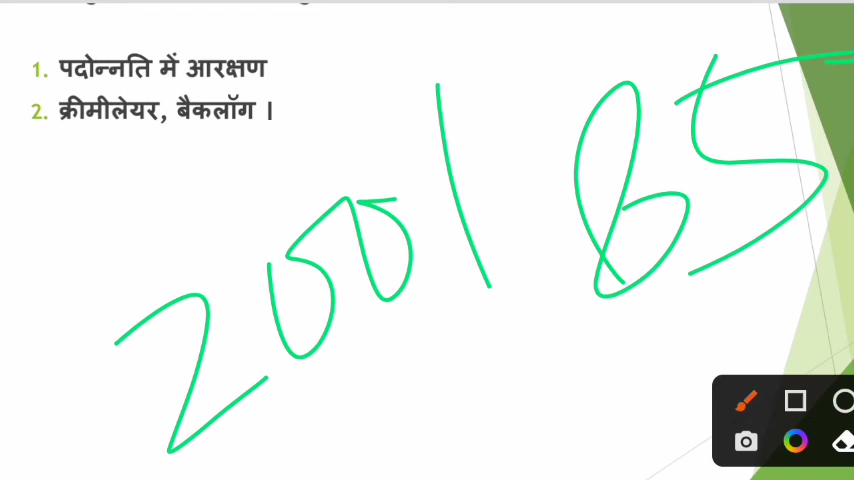 1. पदोन्नति में आरक्षण
2. क्रीमीलेयर, बैकलॉग ।
2001 85